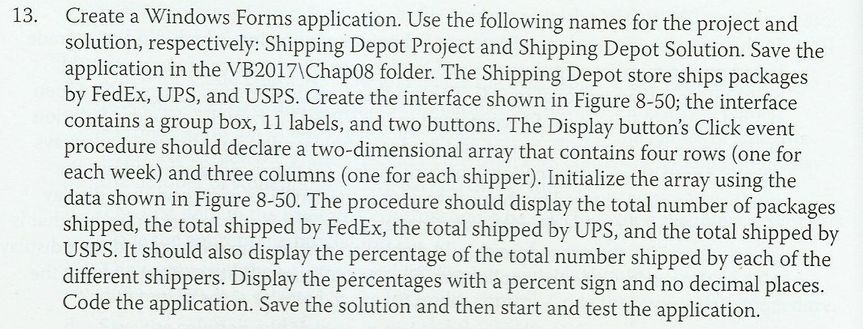 13. Create a Windows Forms application. Use the following names for the project and
solution, respectively: Shipping Depot Project and Shipping Depot Solution. Save the
application in the VB2017\Chap08 folder. The Shipping Depot store ships packages
by FedEx, UPS, and USPS. Create the interface shown in Figure 8-50; the interface
contains a group box, 11 labels, and two buttons. The Display button's Click event
procedure should declare a two-dimensional array that contains four rows (one for
each week) and three columns (one for each shipper). Initialize the array using the
data shown in Figure 8-50. The procedure should display the total number of packages
shipped, the total shipped by FedEx, the total shipped by UPS, and the total shipped by
USPS. It should also display the percentage of the total number shipped by each of the
different shippers. Display the percentages with a percent sign and no decimal places.
Code the application. Save the solution and then start and test the application.